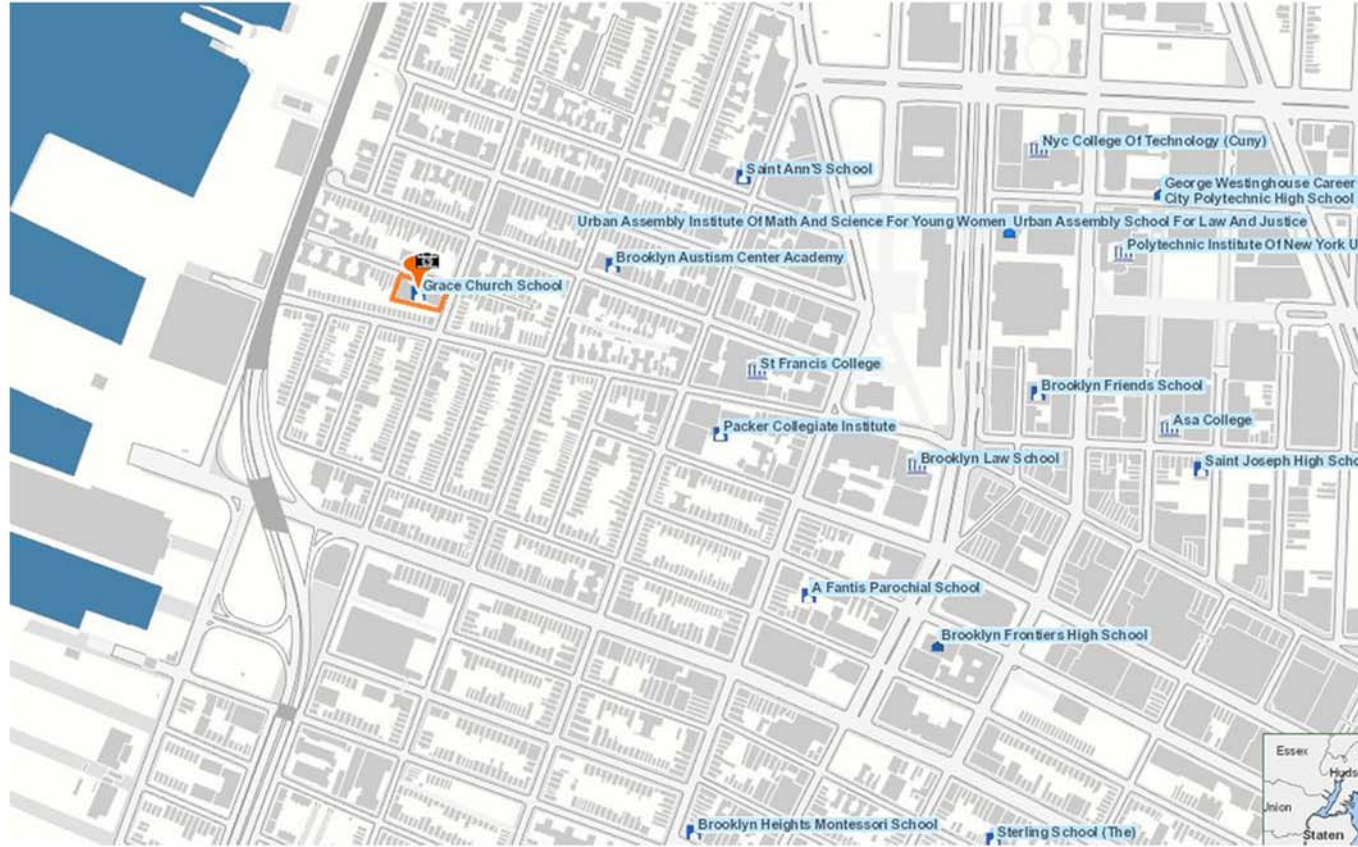 Nyc College Of Technology (Cuny)
Saint Ann'S School
George Westinghouse Career
City Polytechnic High School
Urban Assembly Institute Of Math And Science For Young Women
Urban Assembly School For Law And Justice
Polytechnic Institute Of New York U
Brooklyn Austism Center Academy
Grace Church School
St Francis College
Brooklyn Friends School
Asa College
Packer Collegiate Institute
Brooklyn Law School
Saint Joseph High Scho
A Fantis Parochial School
Brooklyn Frontiers High School
Essex
Huds
Union
Brooklyn Heights Montessori School
Sterling School (The)
Staten